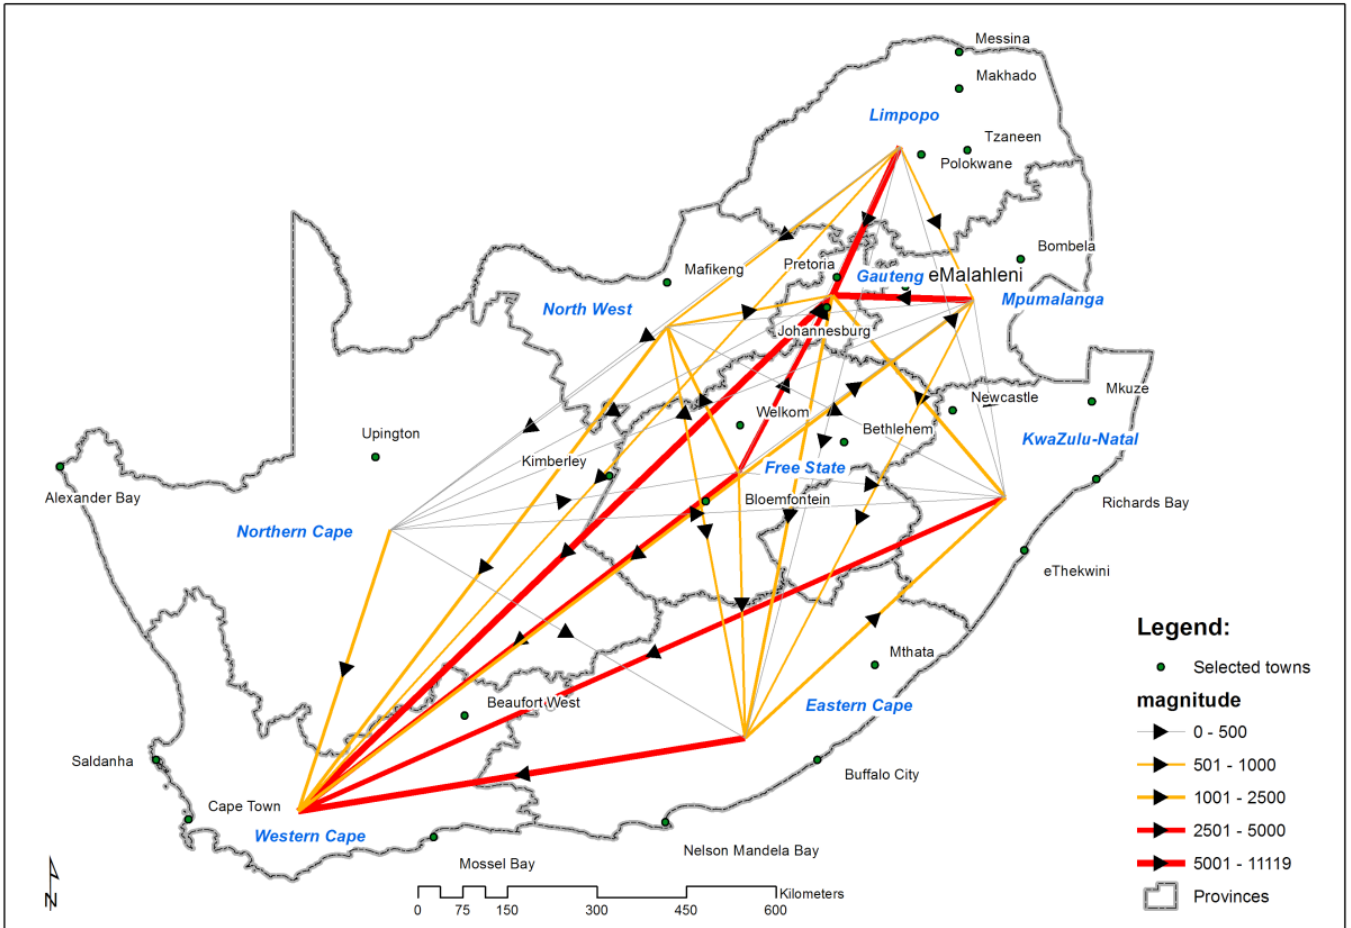 Messina
Makhado
Limpopo
Tzaneen
Polokwane
Bombela
Mafikeng
Pretoria
Gauteng
eMalahleni
Mpumalanga
North West
Johannesburg
Newcastle
Mkuze
Welkom
Bethlehem
KwaZulu-Natal
Upington
Kimberley
Free State
Alexander Bay
Bloemfontein
Richards Bay
Northern Cape
eThekwini
Mthata
Beaufort West
Eastern Cape
Saldanha
Buffalo City
Cape Town
Western Cape
Nelson Mandela Bay
Mossel Bay
Legend:
Selected towns
magnitude
0 - 500
501 - 1000
1001 - 2500
2501 - 5000
5001 - 11119
Provinces
N
Kilometers
0 75 150 300 450 600